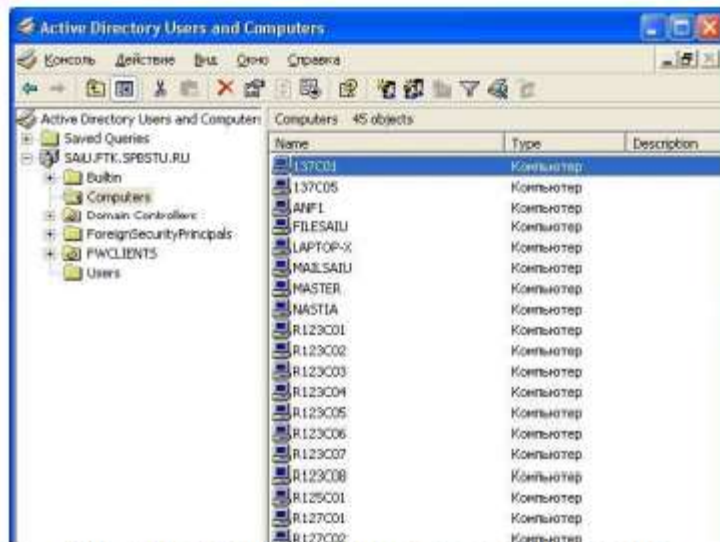 Active Directory Users and Computers
Консоль Действие Вид Окно Справка
Active Directory Users and Computers
Saved Queries
SAIU.FTK.SPBSTU.RU
Builtin
Computers
Domain Controllers
ForeignSecurityPrincipals
FWCLIENTS
Users
Computers 45 objects
Name Type Description
137C01 Компьютер
137C05 Компьютер
ANF1 Компьютер
FILESAIU Компьютер
LAPTOP-X Компьютер
MAILSAIU Компьютер
MASTER Компьютер
NASTIA Компьютер
R123C01 Компьютер
R123C02 Компьютер
R123C03 Компьютер
R123C04 Компьютер
R123C05 Компьютер
R123C06 Компьютер
R123C07 Компьютер
R123C08 Компьютер
R125C01 Компьютер
R127C01 Компьютер
R127C02 Компьютер